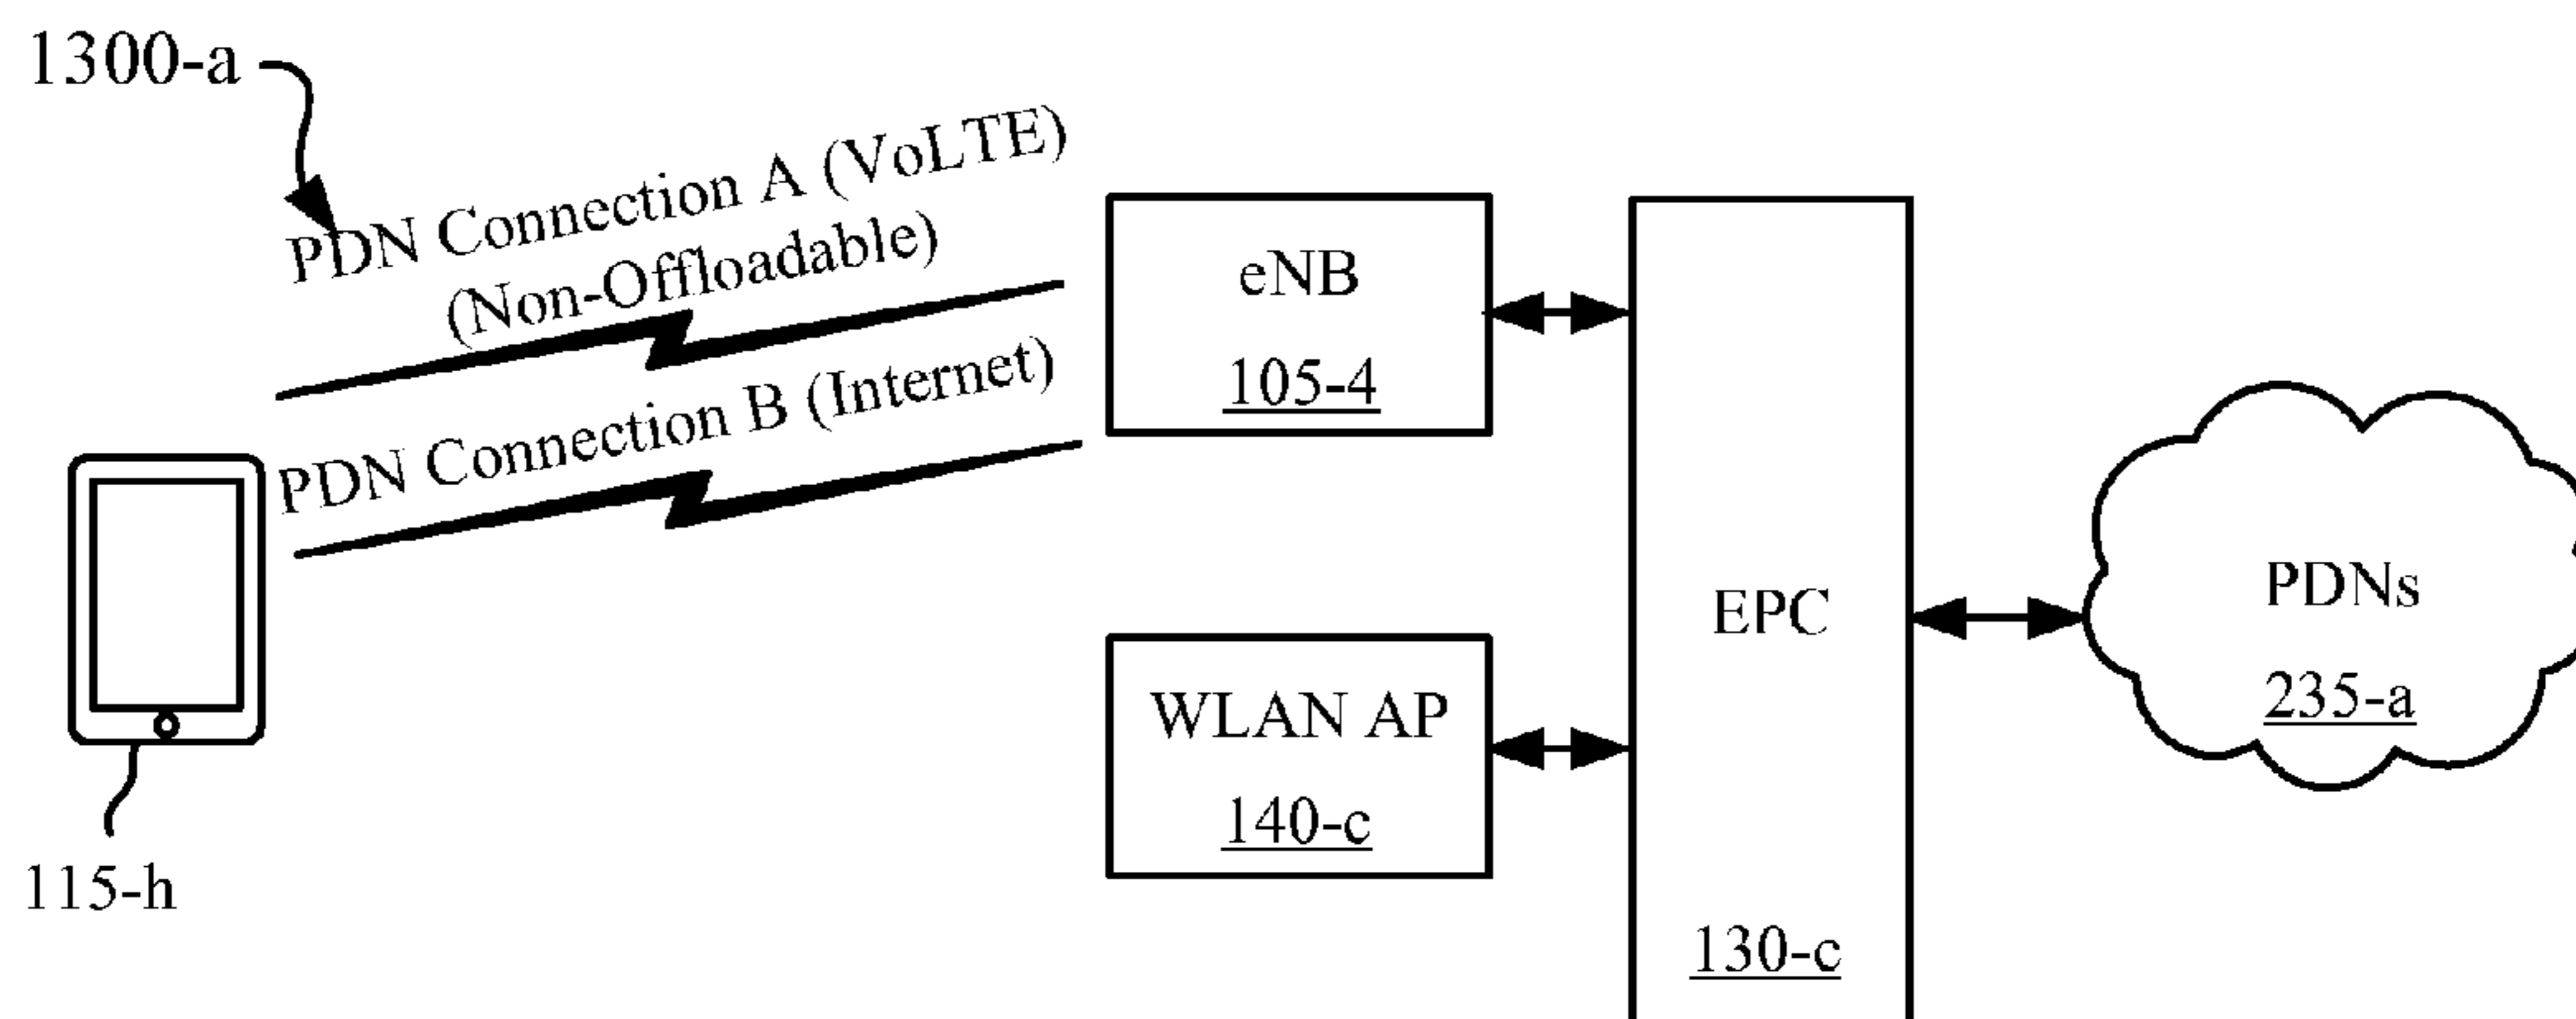 1300-a
PDN Connection A (VoLTE)
(Non-Offloadable)
PDN Connection B (Internet)
115-h
eNB
105-4
WLAN AP
140-c
EPC
130-c
PDNs
235-a